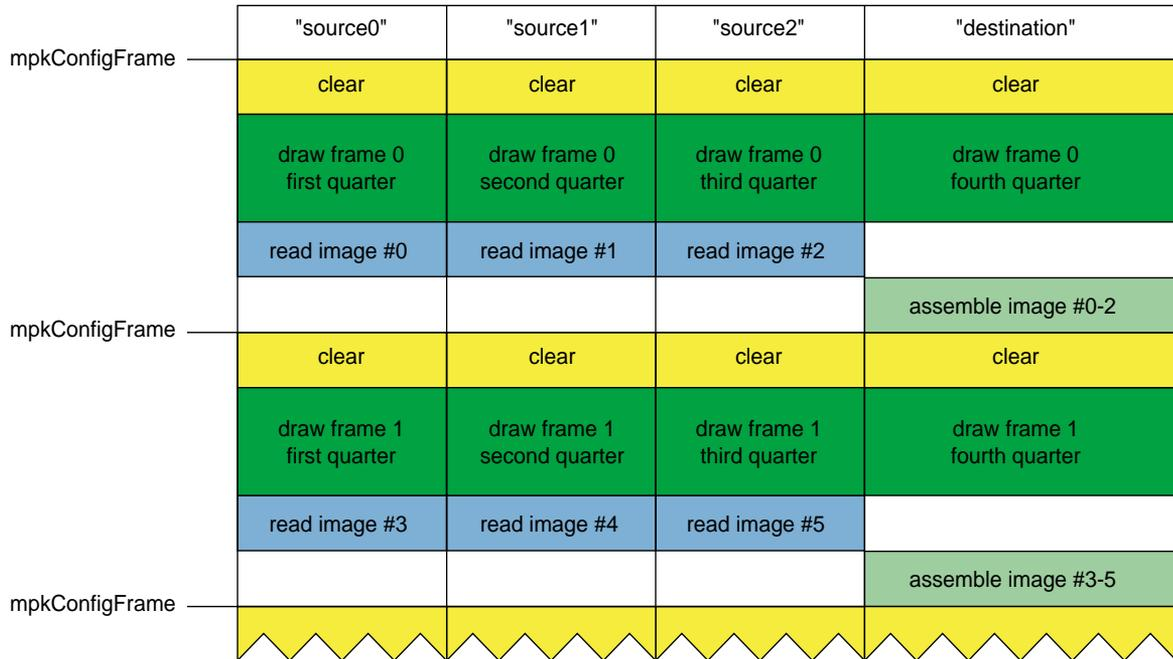 "source0" "source1" "source2" "destination"
mpkConfigFrame
clear clear clear clear
draw frame 0 draw frame 0 draw frame 0 draw frame 0
first quarter second quarter third quarter fourth quarter
read image #0 read image #1 read image #2
assemble image #0-2
mpkConfigFrame
clear clear clear clear
draw frame 1 draw frame 1 draw frame 1 draw frame 1
first quarter second quarter third quarter fourth quarter
read image #3 read image #4 read image #5
assemble image #3-5
mpkConfigFrame